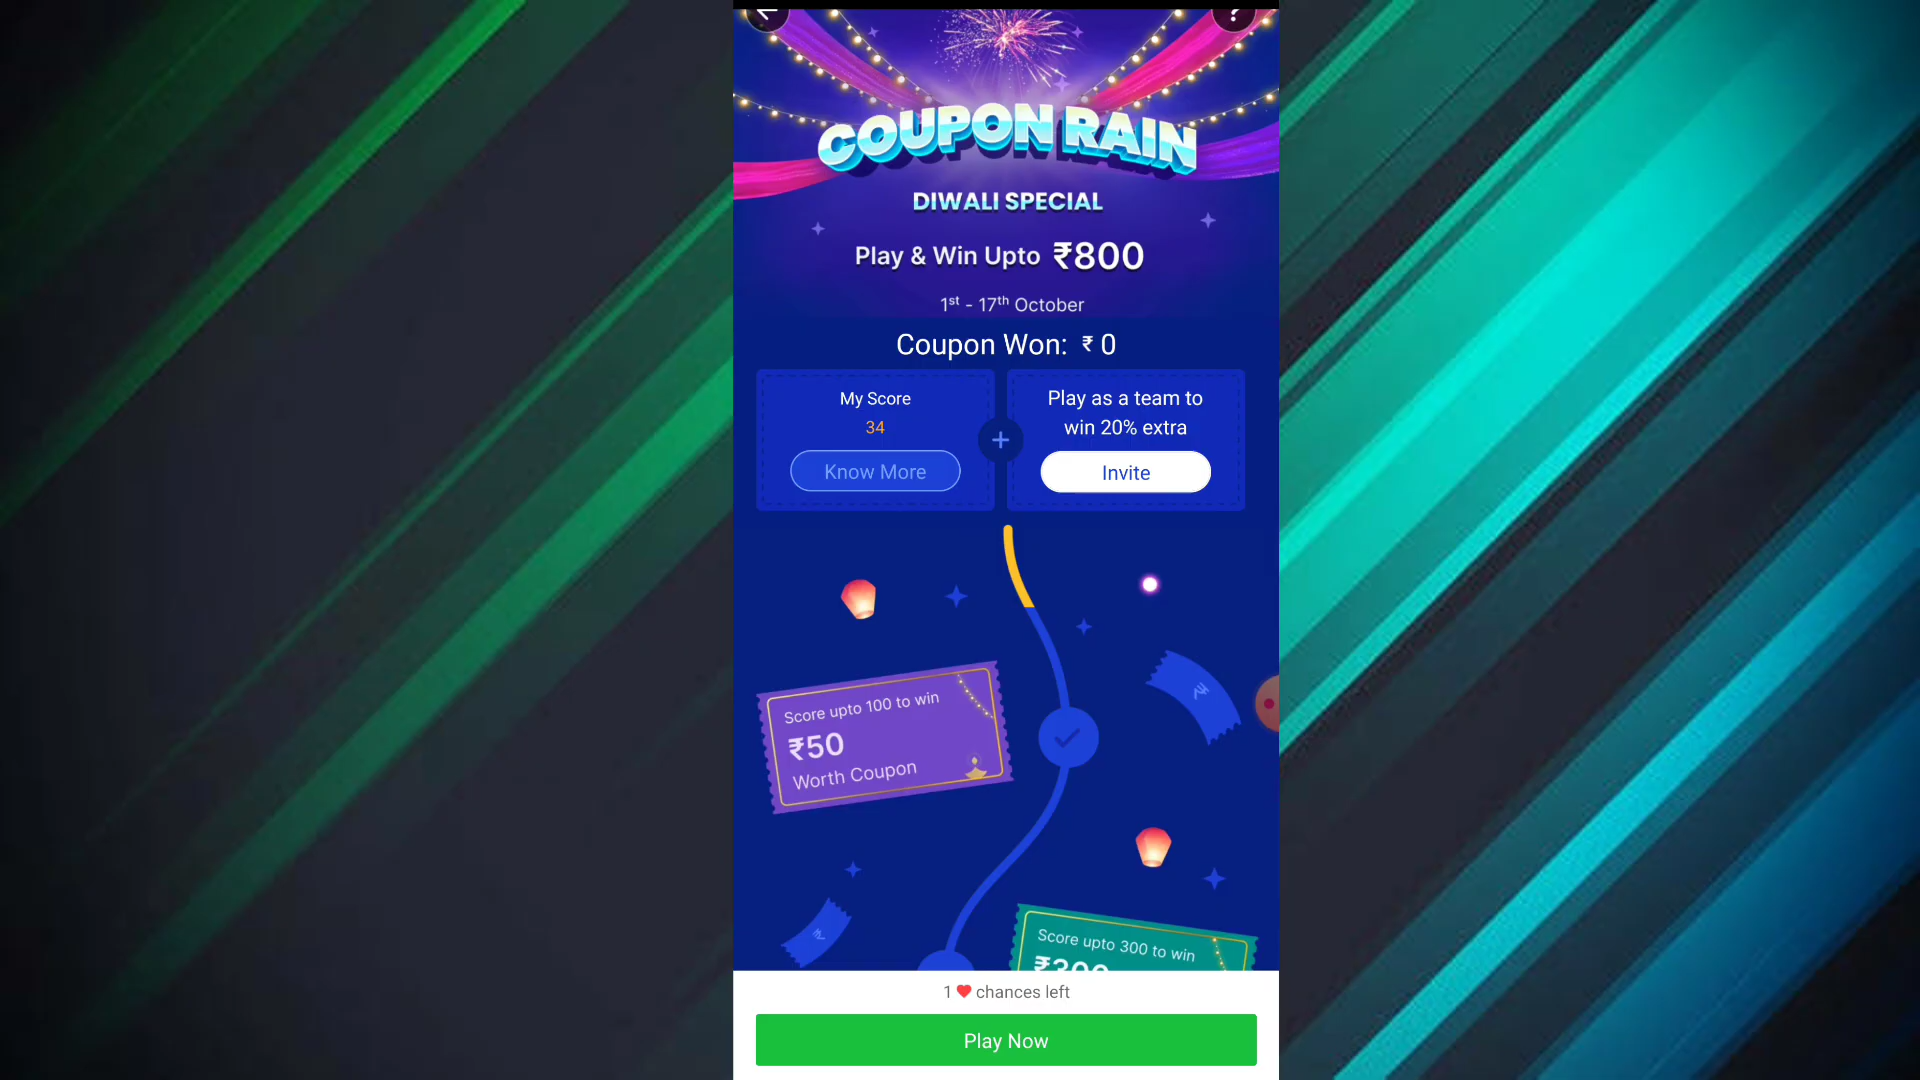 COUPON RAIN
DIWALI SPECIAL
Play & Win Upto ₹800
1st - 17th October
Coupon Won: ₹ 0
My Score
34
Know More
+
Play as a team to
win 20% extra
Invite
Score upto 100 to win
₹50
Worth Coupon
Score upto 300 to win
1 ❤ chances left
Play Now